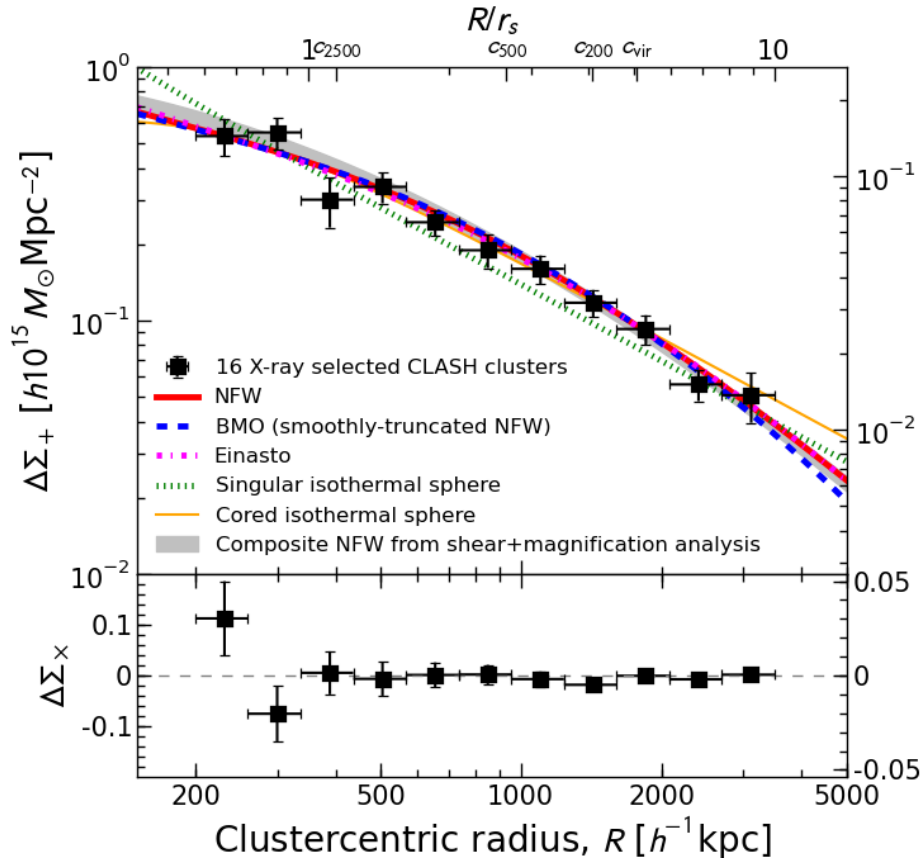 R/r_s
1 c_2500 c_500 c_200 c_vir 10
10^0
10^-1
10^-2
10^-1
10^-2
ΔΣ_+ [h10^15 M_⊙Mpc^-2]
16 X-ray selected CLASH clusters
NFW
BMO (smoothly-truncated NFW)
Einasto
Singular isothermal sphere
Cored isothermal sphere
Composite NFW from shear+magnification analysis
ΔΣ_×
0.1
0
-0.1
0.05
0
-0.05
200 500 1000 2000 5000
Clustercentric radius, R [h^-1 kpc]